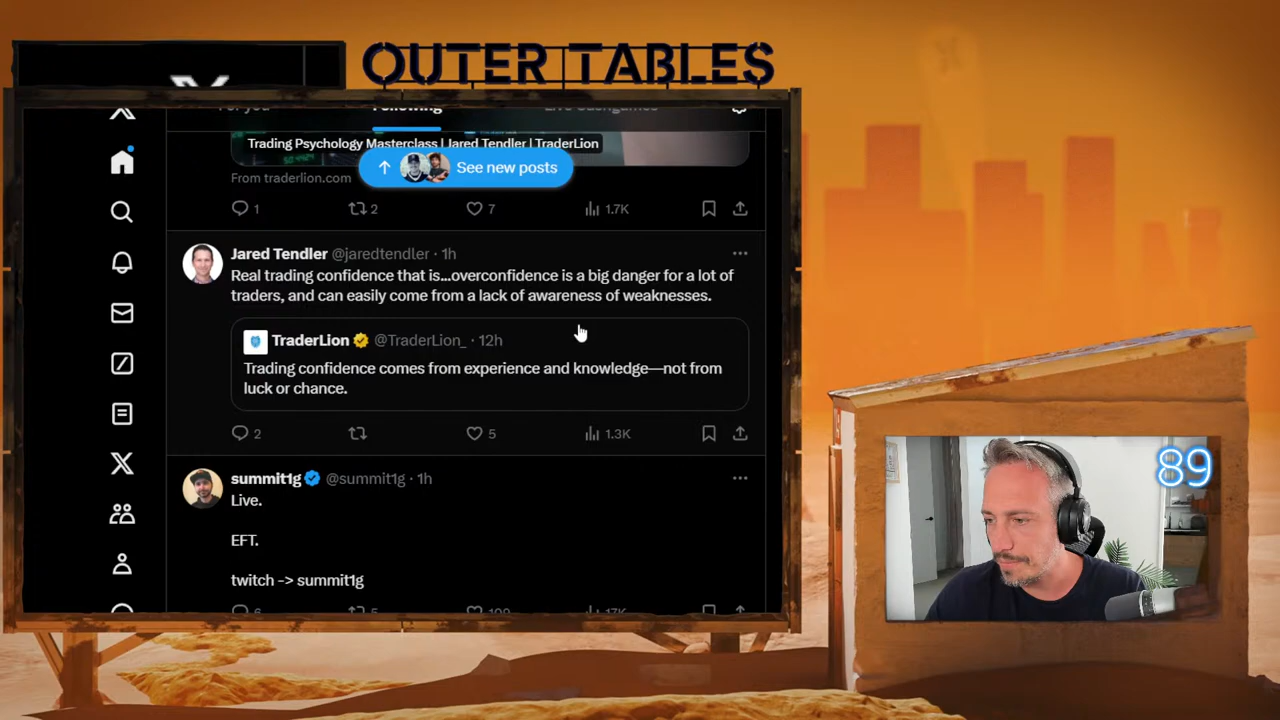 OUTER TABLES
Following
Trading Psychology Masterclass | Jared Tendler | TraderLion
See new posts
From traderlion.com
1
2
7
1.7K
Jared Tendler @jaredtendler · 1h
Real trading confidence that is...overconfidence is a big danger for a lot of
traders, and can easily come from a lack of awareness of weaknesses.
TraderLion @TraderLion_ · 12h
Trading confidence comes from experience and knowledge—not from
luck or chance.
2
5
1.3K
summit1g @summit1g · 1h
Live.
EFT.
twitch -> summit1g
89